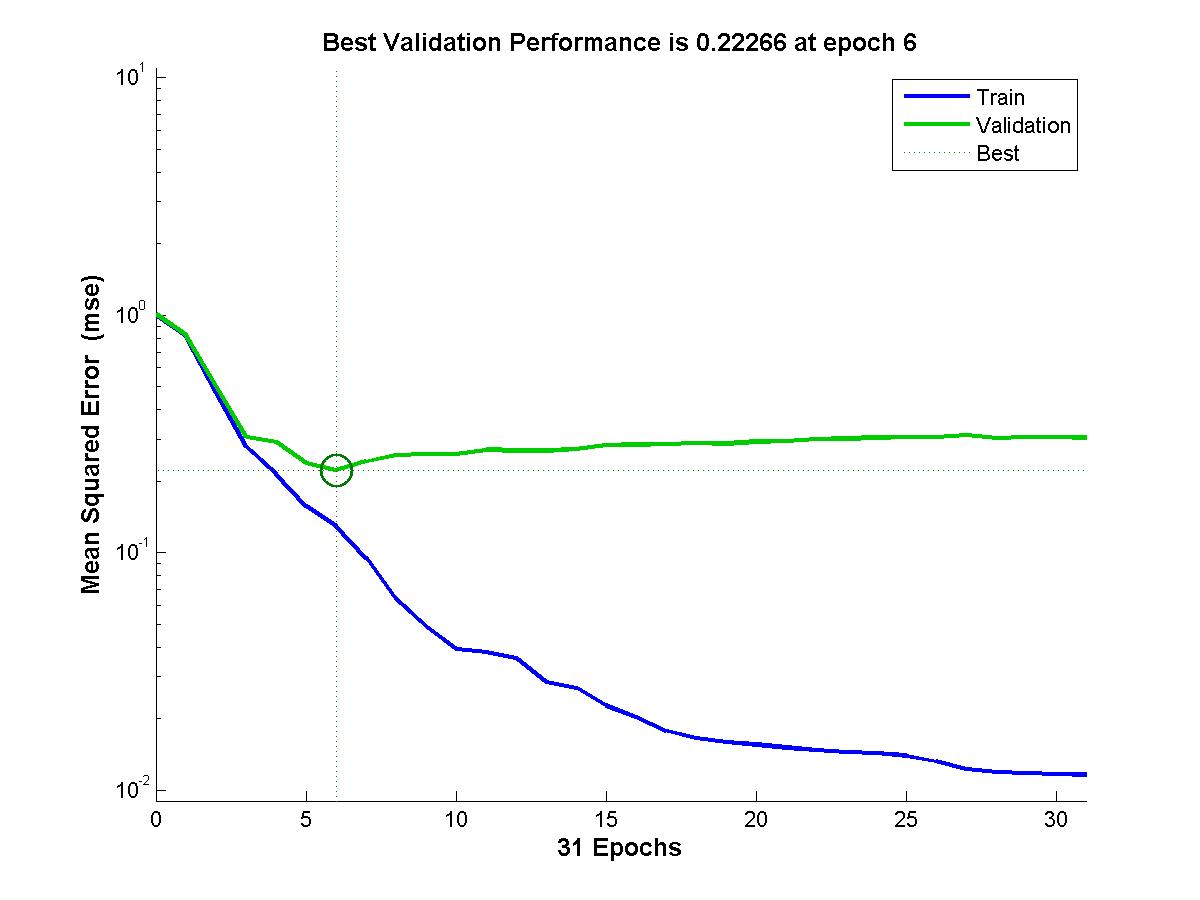 Best Validation Performance is 0.22266 at epoch 6
10^1
10^0
10^-1
10^-2
Mean Squared Error (mse)
Train
Validation
Best
0 5 10 15 20 25 30
31 Epochs